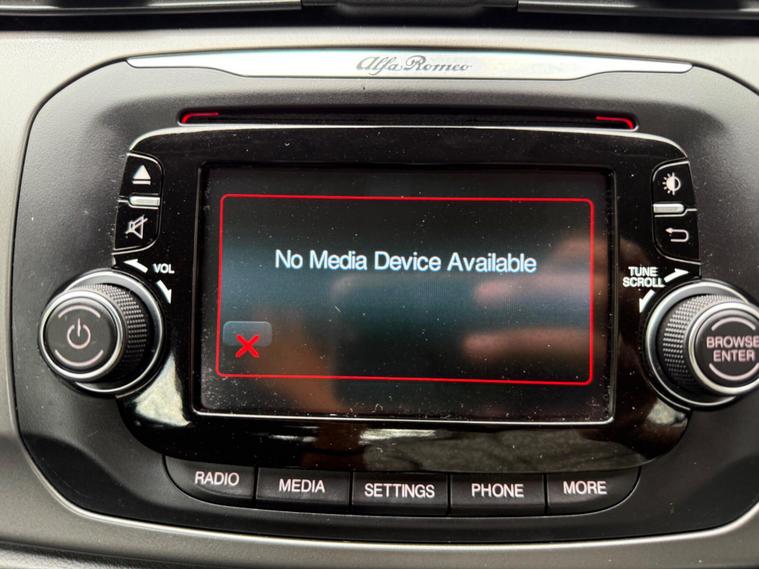 Alfa Romeo
No Media Device Available
VOL
TUNE
SCROLL
BROWSE
ENTER
RADIO
MEDIA
SETTINGS
PHONE
MORE